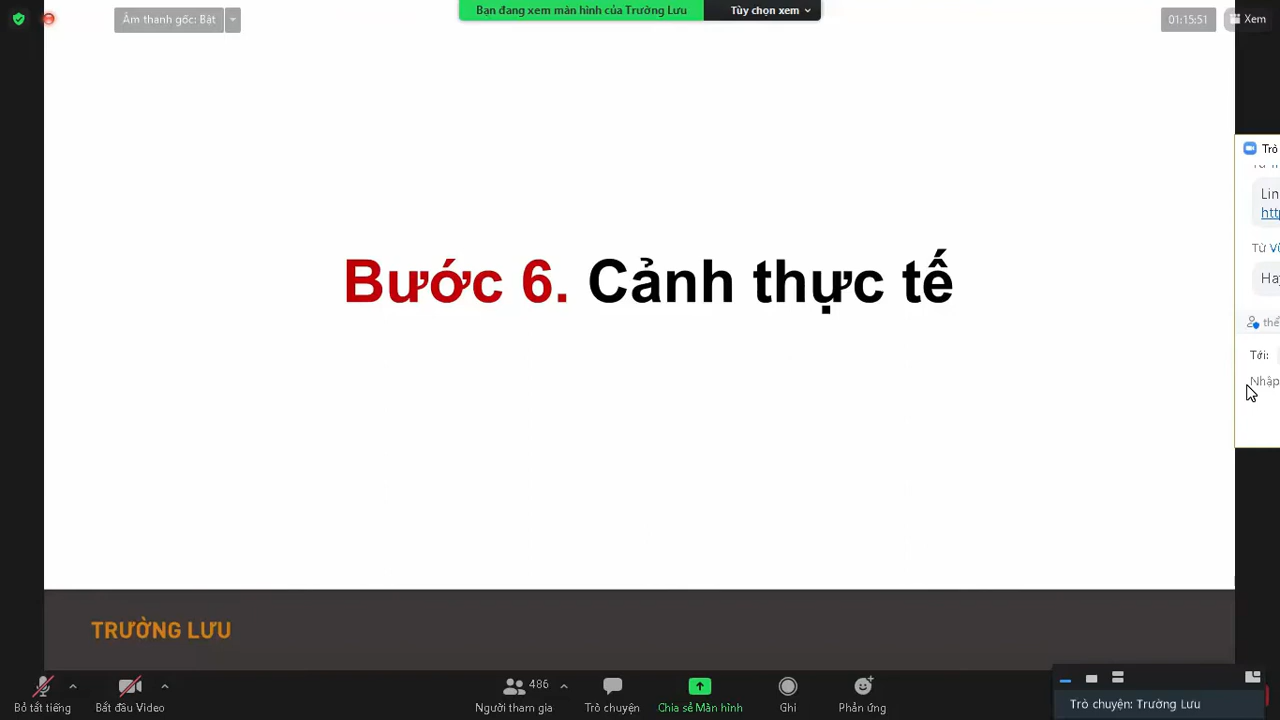 Âm thanh gốc: Bật
Bạn đang xem màn hình của Trường Lưu
Tùy chọn xem
01:15:51
Xem
Bước 6. Cảnh thực tế
Trò
Lin
htt
Từ Vũ
Tới:
Nhập
TRƯỜNG LƯU
Bỏ tắt tiếng
Bắt đầu Video
486
Người tham gia
Trò chuyện
Chia sẻ Màn hình
Ghi
Phản ứng
Trò chuyện: Trường Lưu